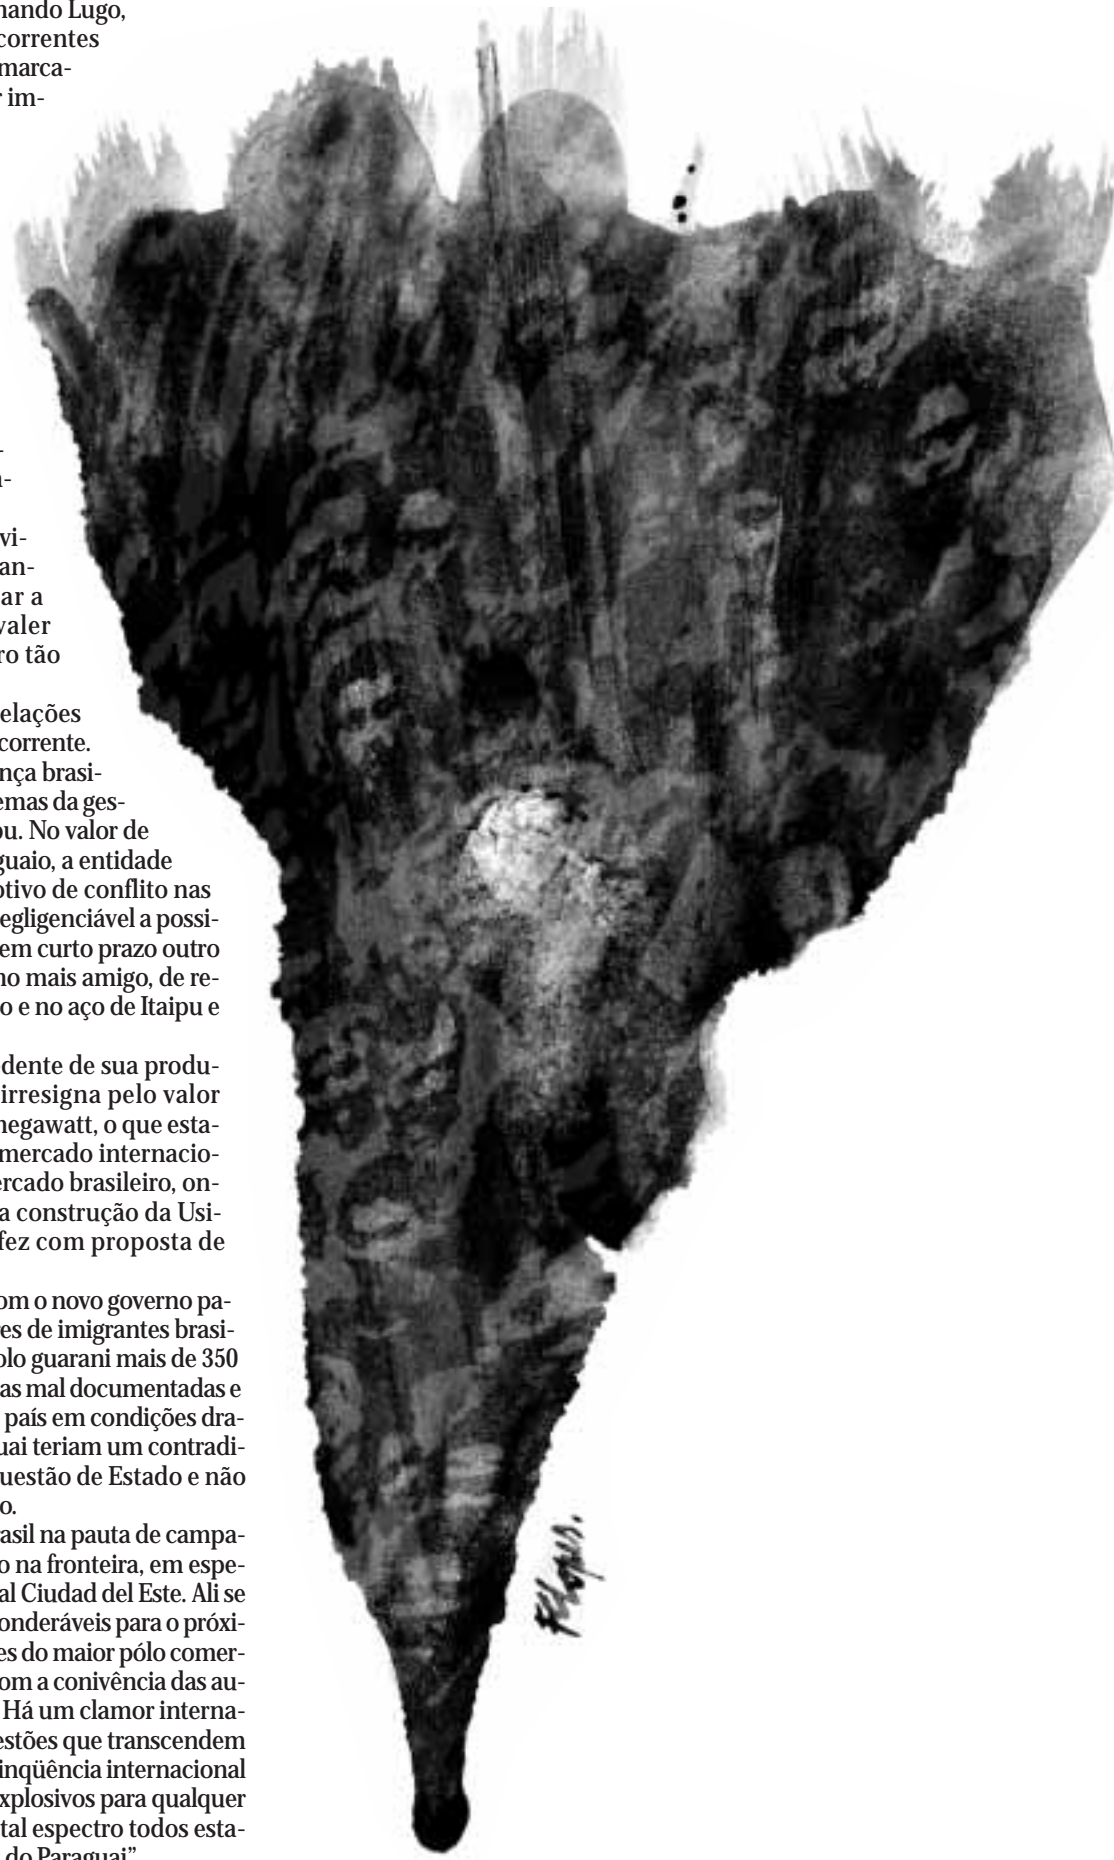 nando Lugo,
correntes
marca-
r im-
-
n-
vi-
an-
ar a
valer
ro tão
elações
corrente.
nça brasi-
emas da ges-
ou. No valor de
guaio, a entidade
otivo de conflito nas
egligenciável a possi-
em curto prazo outro
no mais amigo, de re-
o e no aço de Itaipu e
dente de sua produ-
irresigna pelo valor
negawatt, o que esta-
mercado internacio-
ercado brasileiro, on-
a construção da Usi-
fez com proposta de
om o novo governo pa-
res de imigrantes brasi-
olo guarani mais de 350
as mal documentadas e
país em condições dra-
uai teriam um contradi-
uestão de Estado e não
o.
rasil na pauta de campa-
o na fronteira, em espe-
al Ciudad del Este. Ali se
onderáveis para o próxi-
es do maior pólo comer-
om a conivência das au-
Há um clamor interna-
estões que transcendem
inqüência internacional
xplosivos para qualquer
tal espectro todos esta-
do Paraguai”